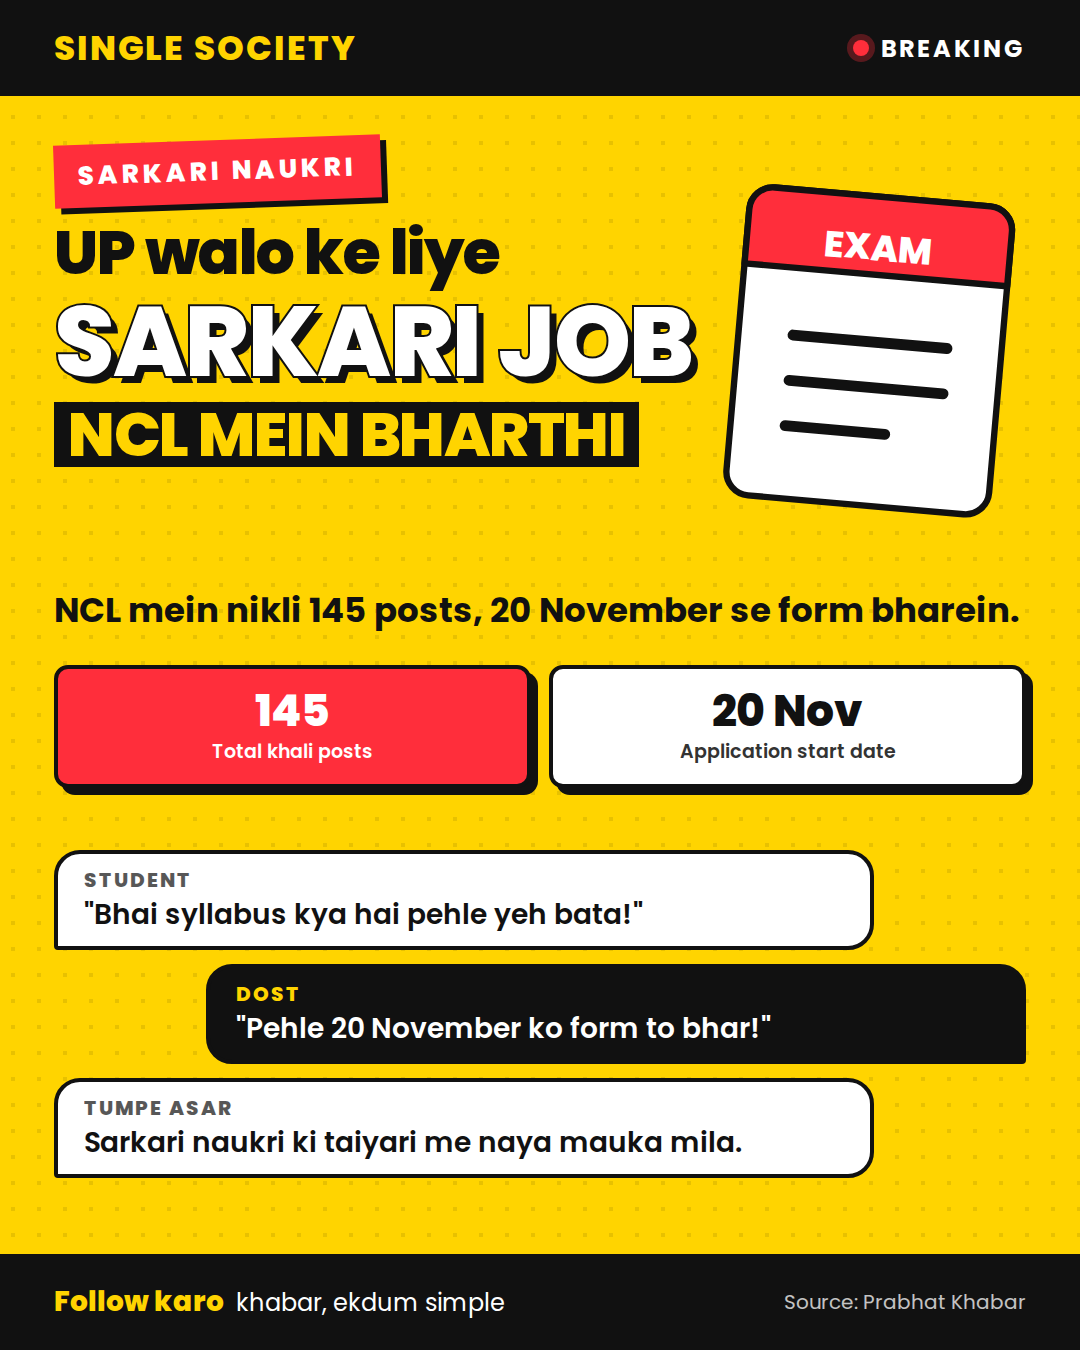 SINGLE SOCIETY
BREAKING
SARKARI NAUKRI
UP walo ke liye
SARKARI JOB
NCL MEIN BHARTHI
EXAM
NCL mein nikli 145 posts, 20 November se form bharein.
145
Total khali posts
20 Nov
Application start date
STUDENT
"Bhai syllabus kya hai pehle yeh bata!"
DOST
"Pehle 20 November ko form to bhar!"
TUMPE ASAR
Sarkari naukri ki taiyari me naya mauka mila.
Follow karo khabar, ekdum simple
Source: Prabhat Khabar